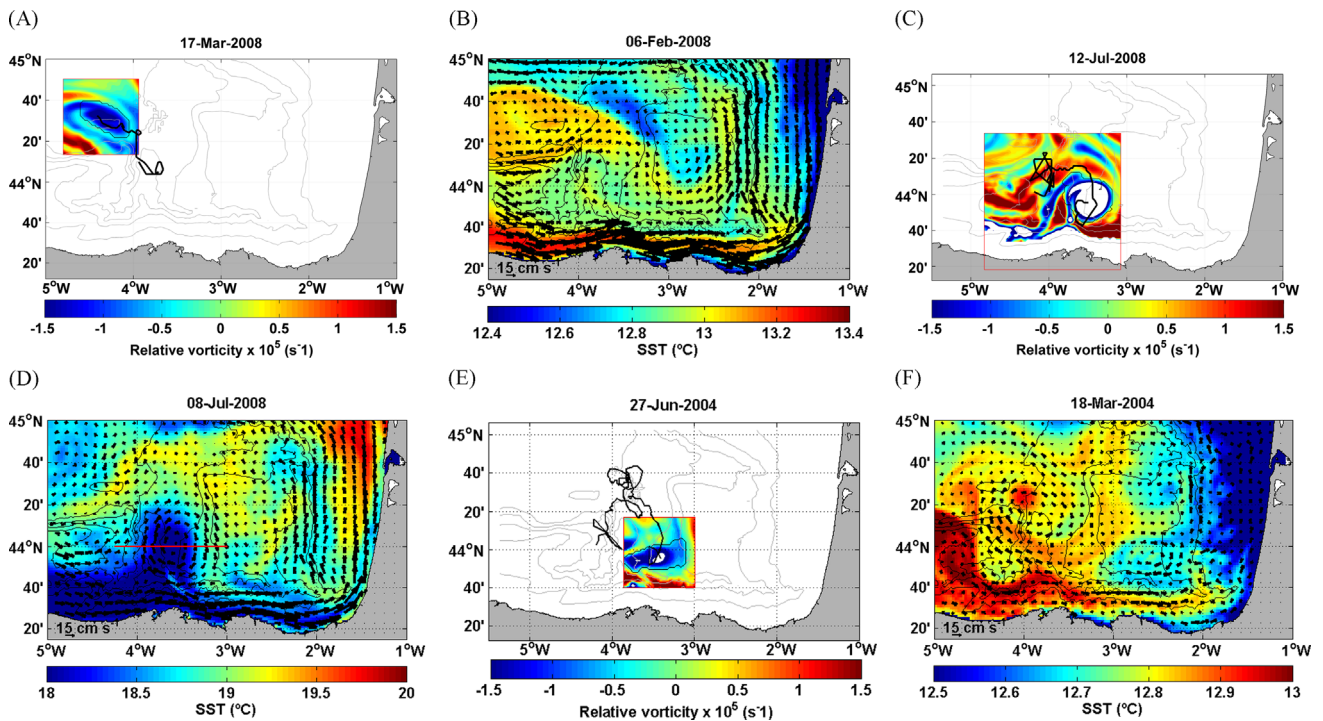 (A)
17-Mar-2008
45°N
40'
20'
44°N
40'
20'
5°W 4°W 3°W 2°W 1°W
-1.5 -1 -0.5 0 0.5 1 1.5
Relative vorticity x 10⁵ (s⁻¹)
(B)
06-Feb-2008
45°N
40'
20'
44°N
40'
20'
15 cm s⁻¹
5°W 4°W 3°W 2°W 1°W
12.4 12.6 12.8 13 13.2 13.4
SST (ºC)
(C)
12-Jul-2008
45°N
40'
20'
44°N
40'
20'
5°W 4°W 3°W 2°W 1°W
-1.5 -1 -0.5 0 0.5 1 1.5
Relative vorticity x 10⁵ (s⁻¹)
(D)
08-Jul-2008
45°N
40'
20'
44°N
40'
20'
15 cm s⁻¹
5°W 4°W 3°W 2°W 1°W
18 18.5 19 19.5 20
SST (ºC)
(E)
27-Jun-2004
45°N
40'
20'
44°N
40'
20'
5°W 4°W 3°W 2°W 1°W
-1.5 -1 -0.5 0 0.5 1 1.5
Relative vorticity x 10⁵ (s⁻¹)
(F)
18-Mar-2004
45°N
40'
20'
44°N
40'
20'
15 cm s⁻¹
5°W 4°W 3°W 2°W 1°W
12.5 12.6 12.7 12.8 12.9 13
SST (ºC)